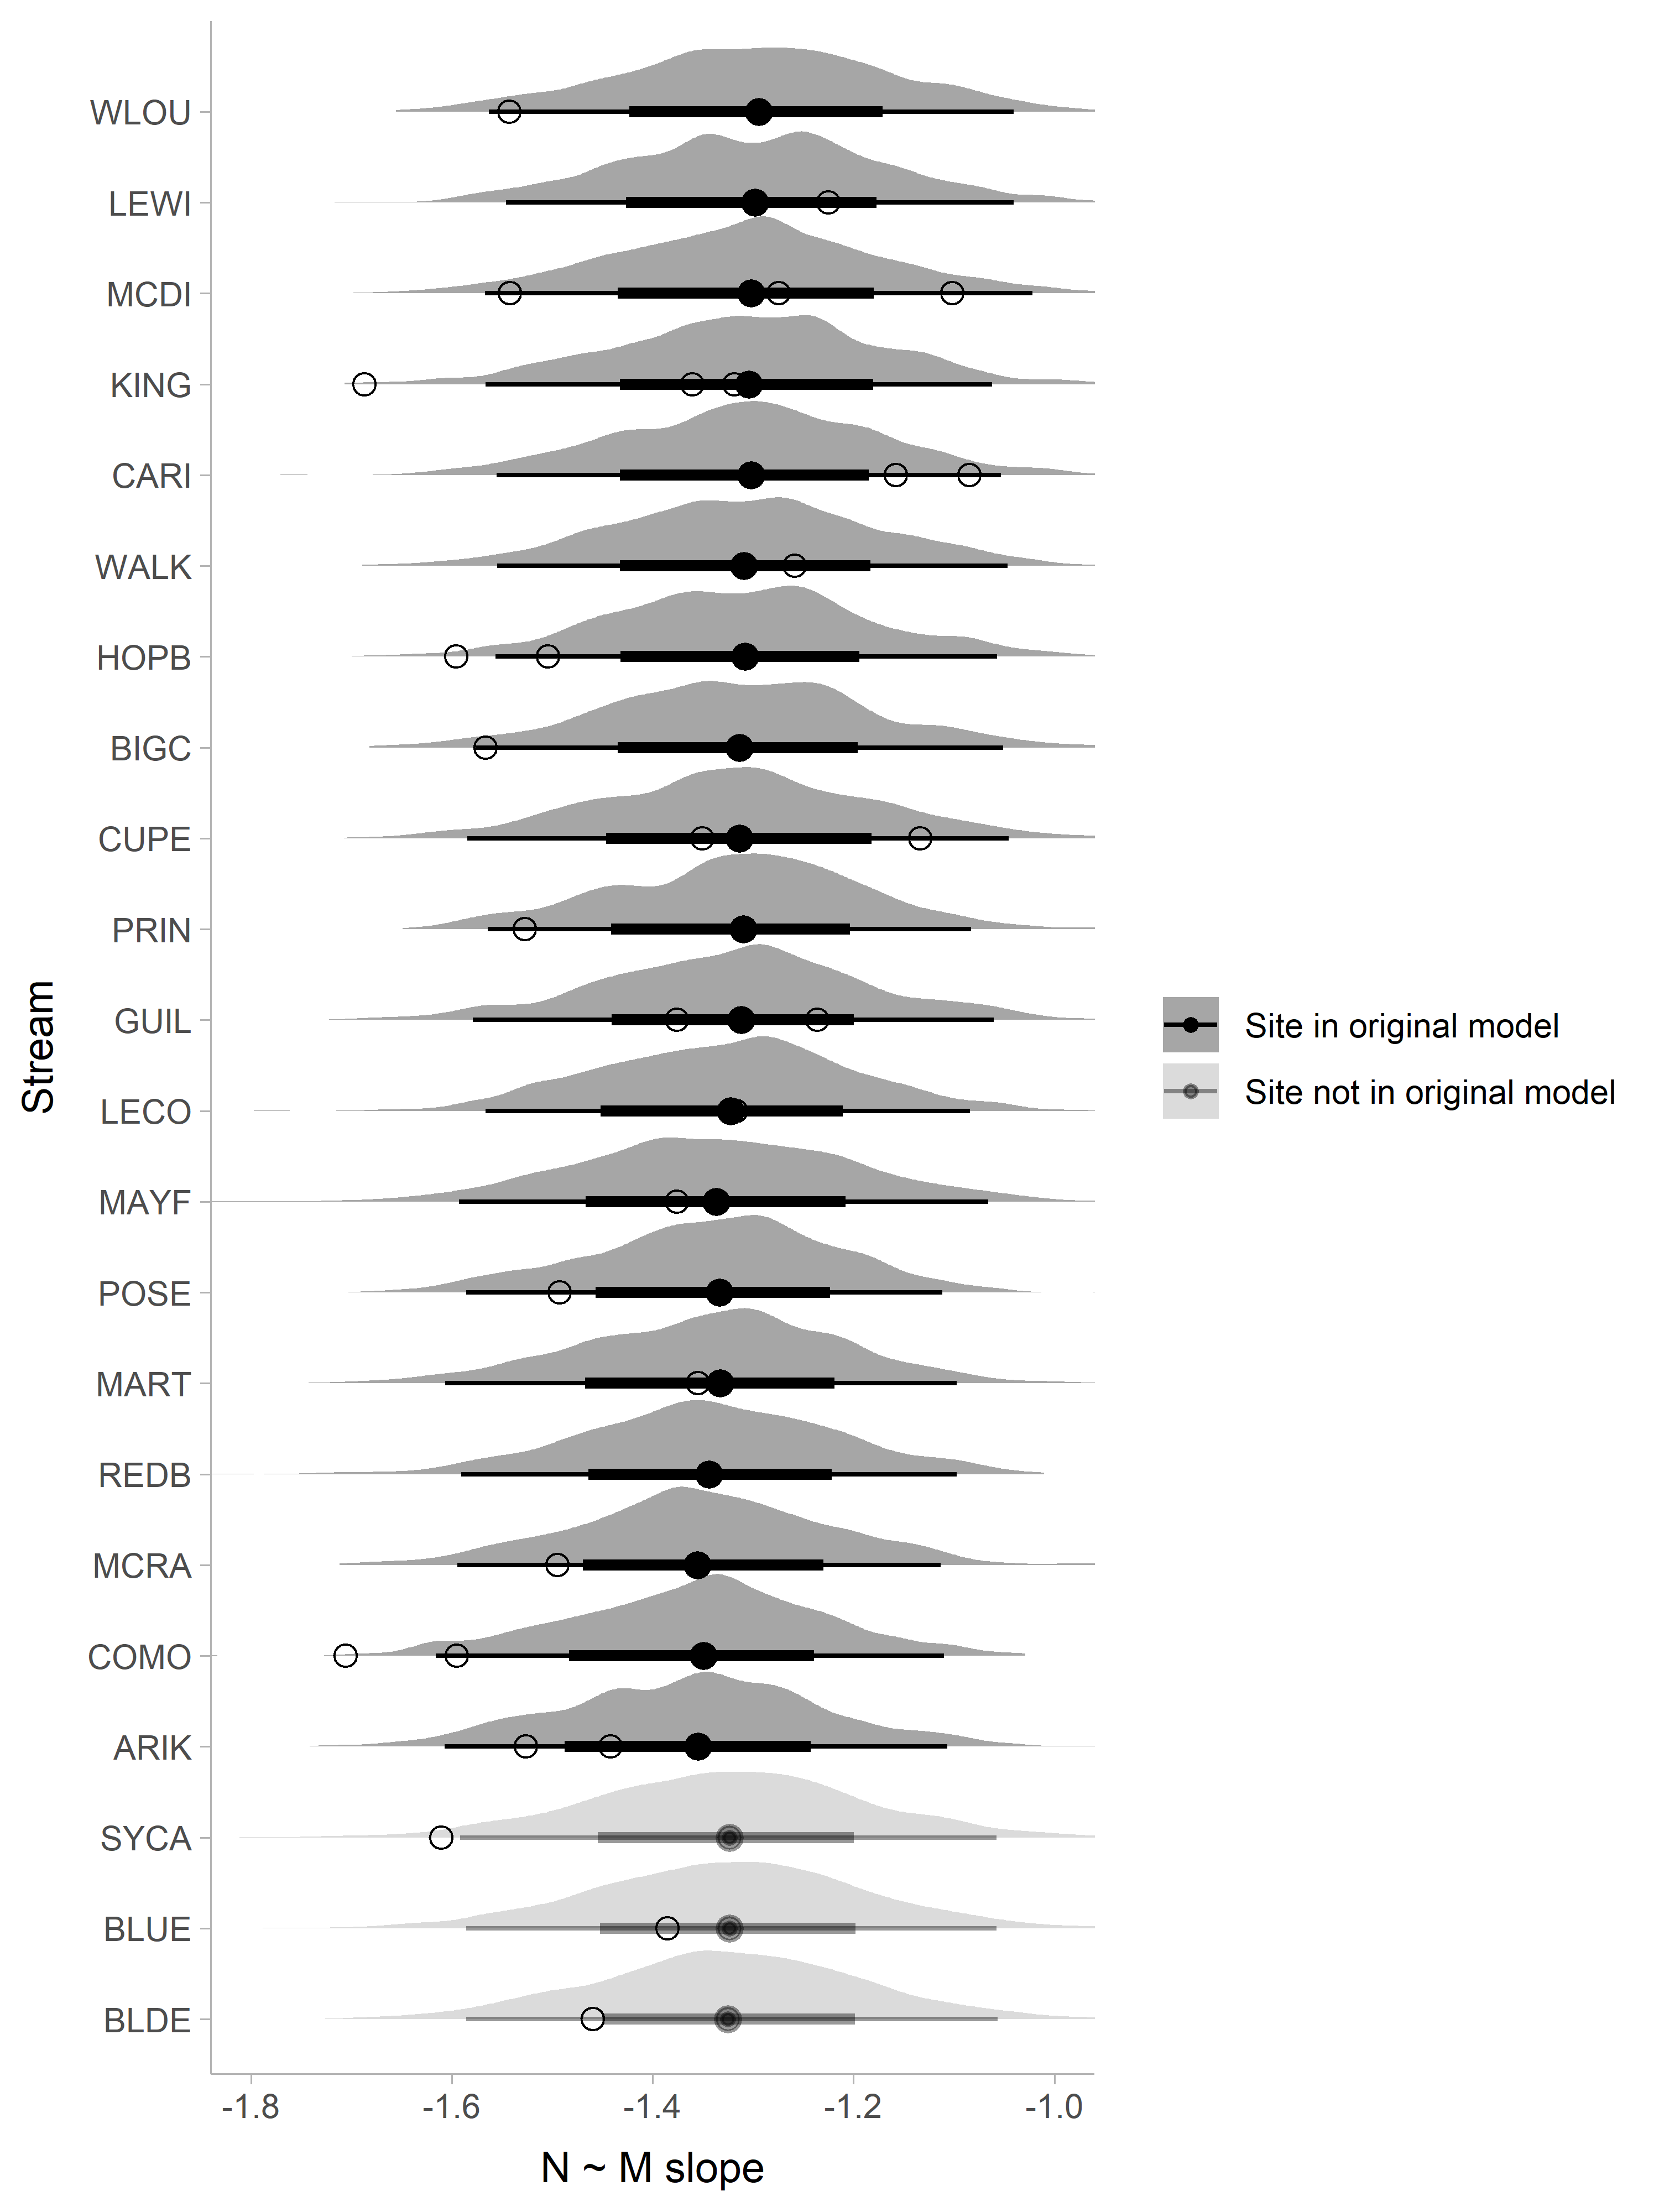 WLOU
LEWI
MCDI
KING
CARI
WALK
HOPB
BIGC
CUPE
PRIN
GUIL
LECO
MAYF
POSE
MART
REDB
MCRA
COMO
ARIK
SYCA
BLUE
BLDE
Stream
-1.8 -1.6 -1.4 -1.2 -1.0
N ~ M slope
Site in original model
Site not in original model